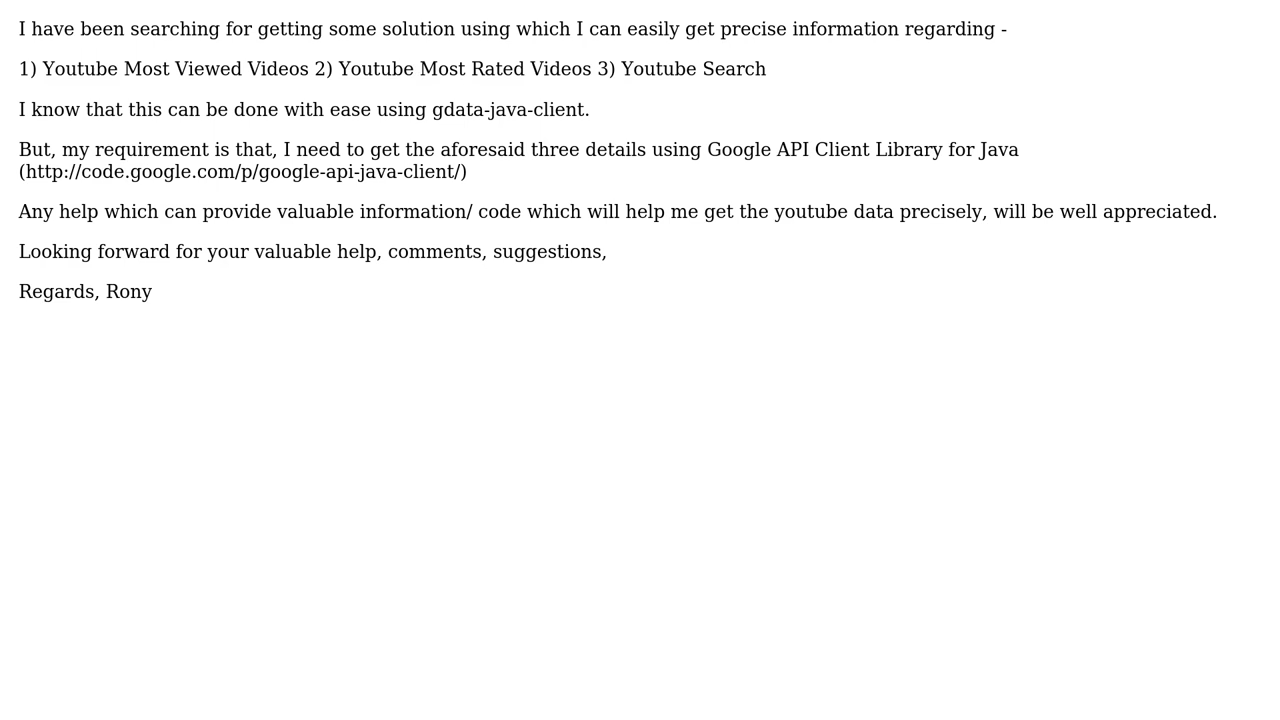 I have been searching for getting some solution using which I can easily get precise information regarding -
1) Youtube Most Viewed Videos 2) Youtube Most Rated Videos 3) Youtube Search
I know that this can be done with ease using gdata-java-client.
But, my requirement is that, I need to get the aforesaid three details using Google API Client Library for Java
(http://code.google.com/p/google-api-java-client/)
Any help which can provide valuable information/ code which will help me get the youtube data precisely, will be well appreciated.
Looking forward for your valuable help, comments, suggestions,
Regards, Rony